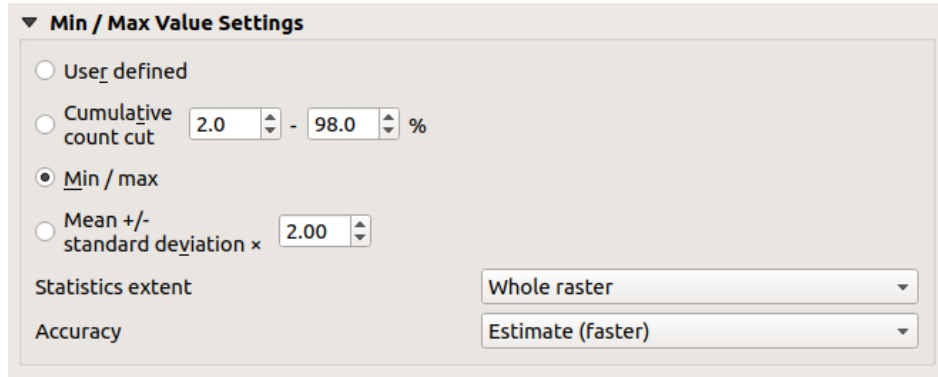 Min / Max Value Settings
User defined
Cumulative
count cut 2.0 - 98.0 %
Min / max
Mean +/-
standard deviation × 2.00
Statistics extent Whole raster
Accuracy Estimate (faster)